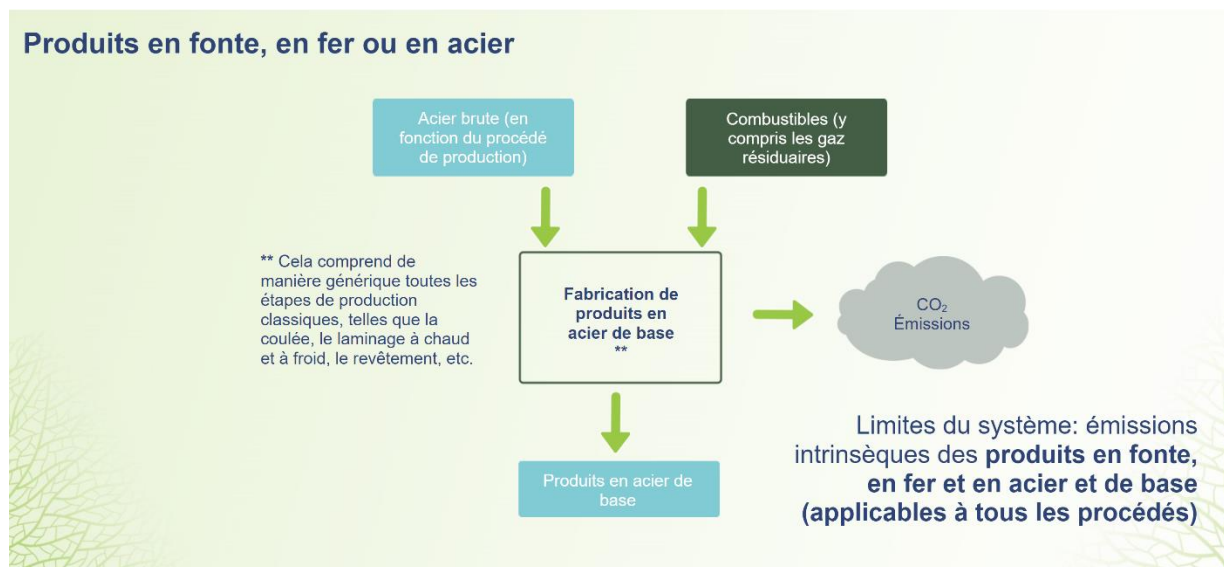 Produits en fonte, en fer ou en acier
Acier brute (en
fonction du procédé
de production)
Combustibles (y
compris les gaz
résiduaires)
** Cela comprend de
manière générique toutes les
étapes de production
classiques, telles que la
coulée, le laminage à chaud
et à froid, le revêtement, etc.
Fabrication de
produits en
acier de base
**
CO₂
Émissions
Produits en acier de
base
Limites du système: émissions
intrinsèques des produits en fonte,
en fer et en acier et de base
(applicables à tous les procédés)